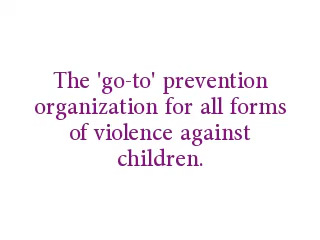 The 'go-to' prevention
organization for all forms
of violence against
children.